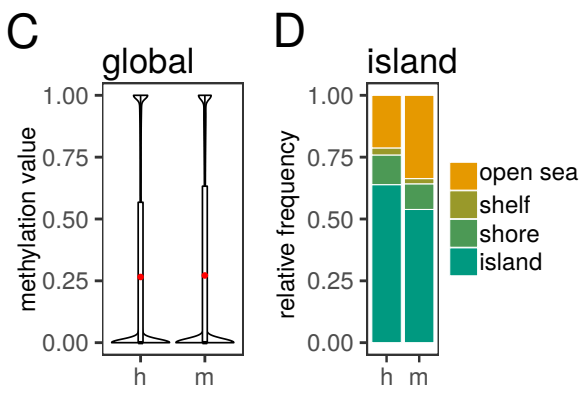 C
global
methylation value
1.00
0.75
0.50
0.25
0.00
h m
D
island
relative frequency
1.00
0.75
0.50
0.25
0.00
h m
open sea
shelf
shore
island